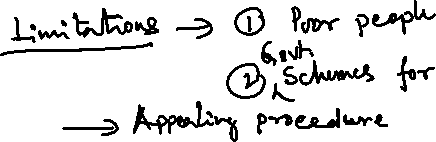 Limitations → ① Poor people
② Govt. Schemes for
→ Appealing procedure